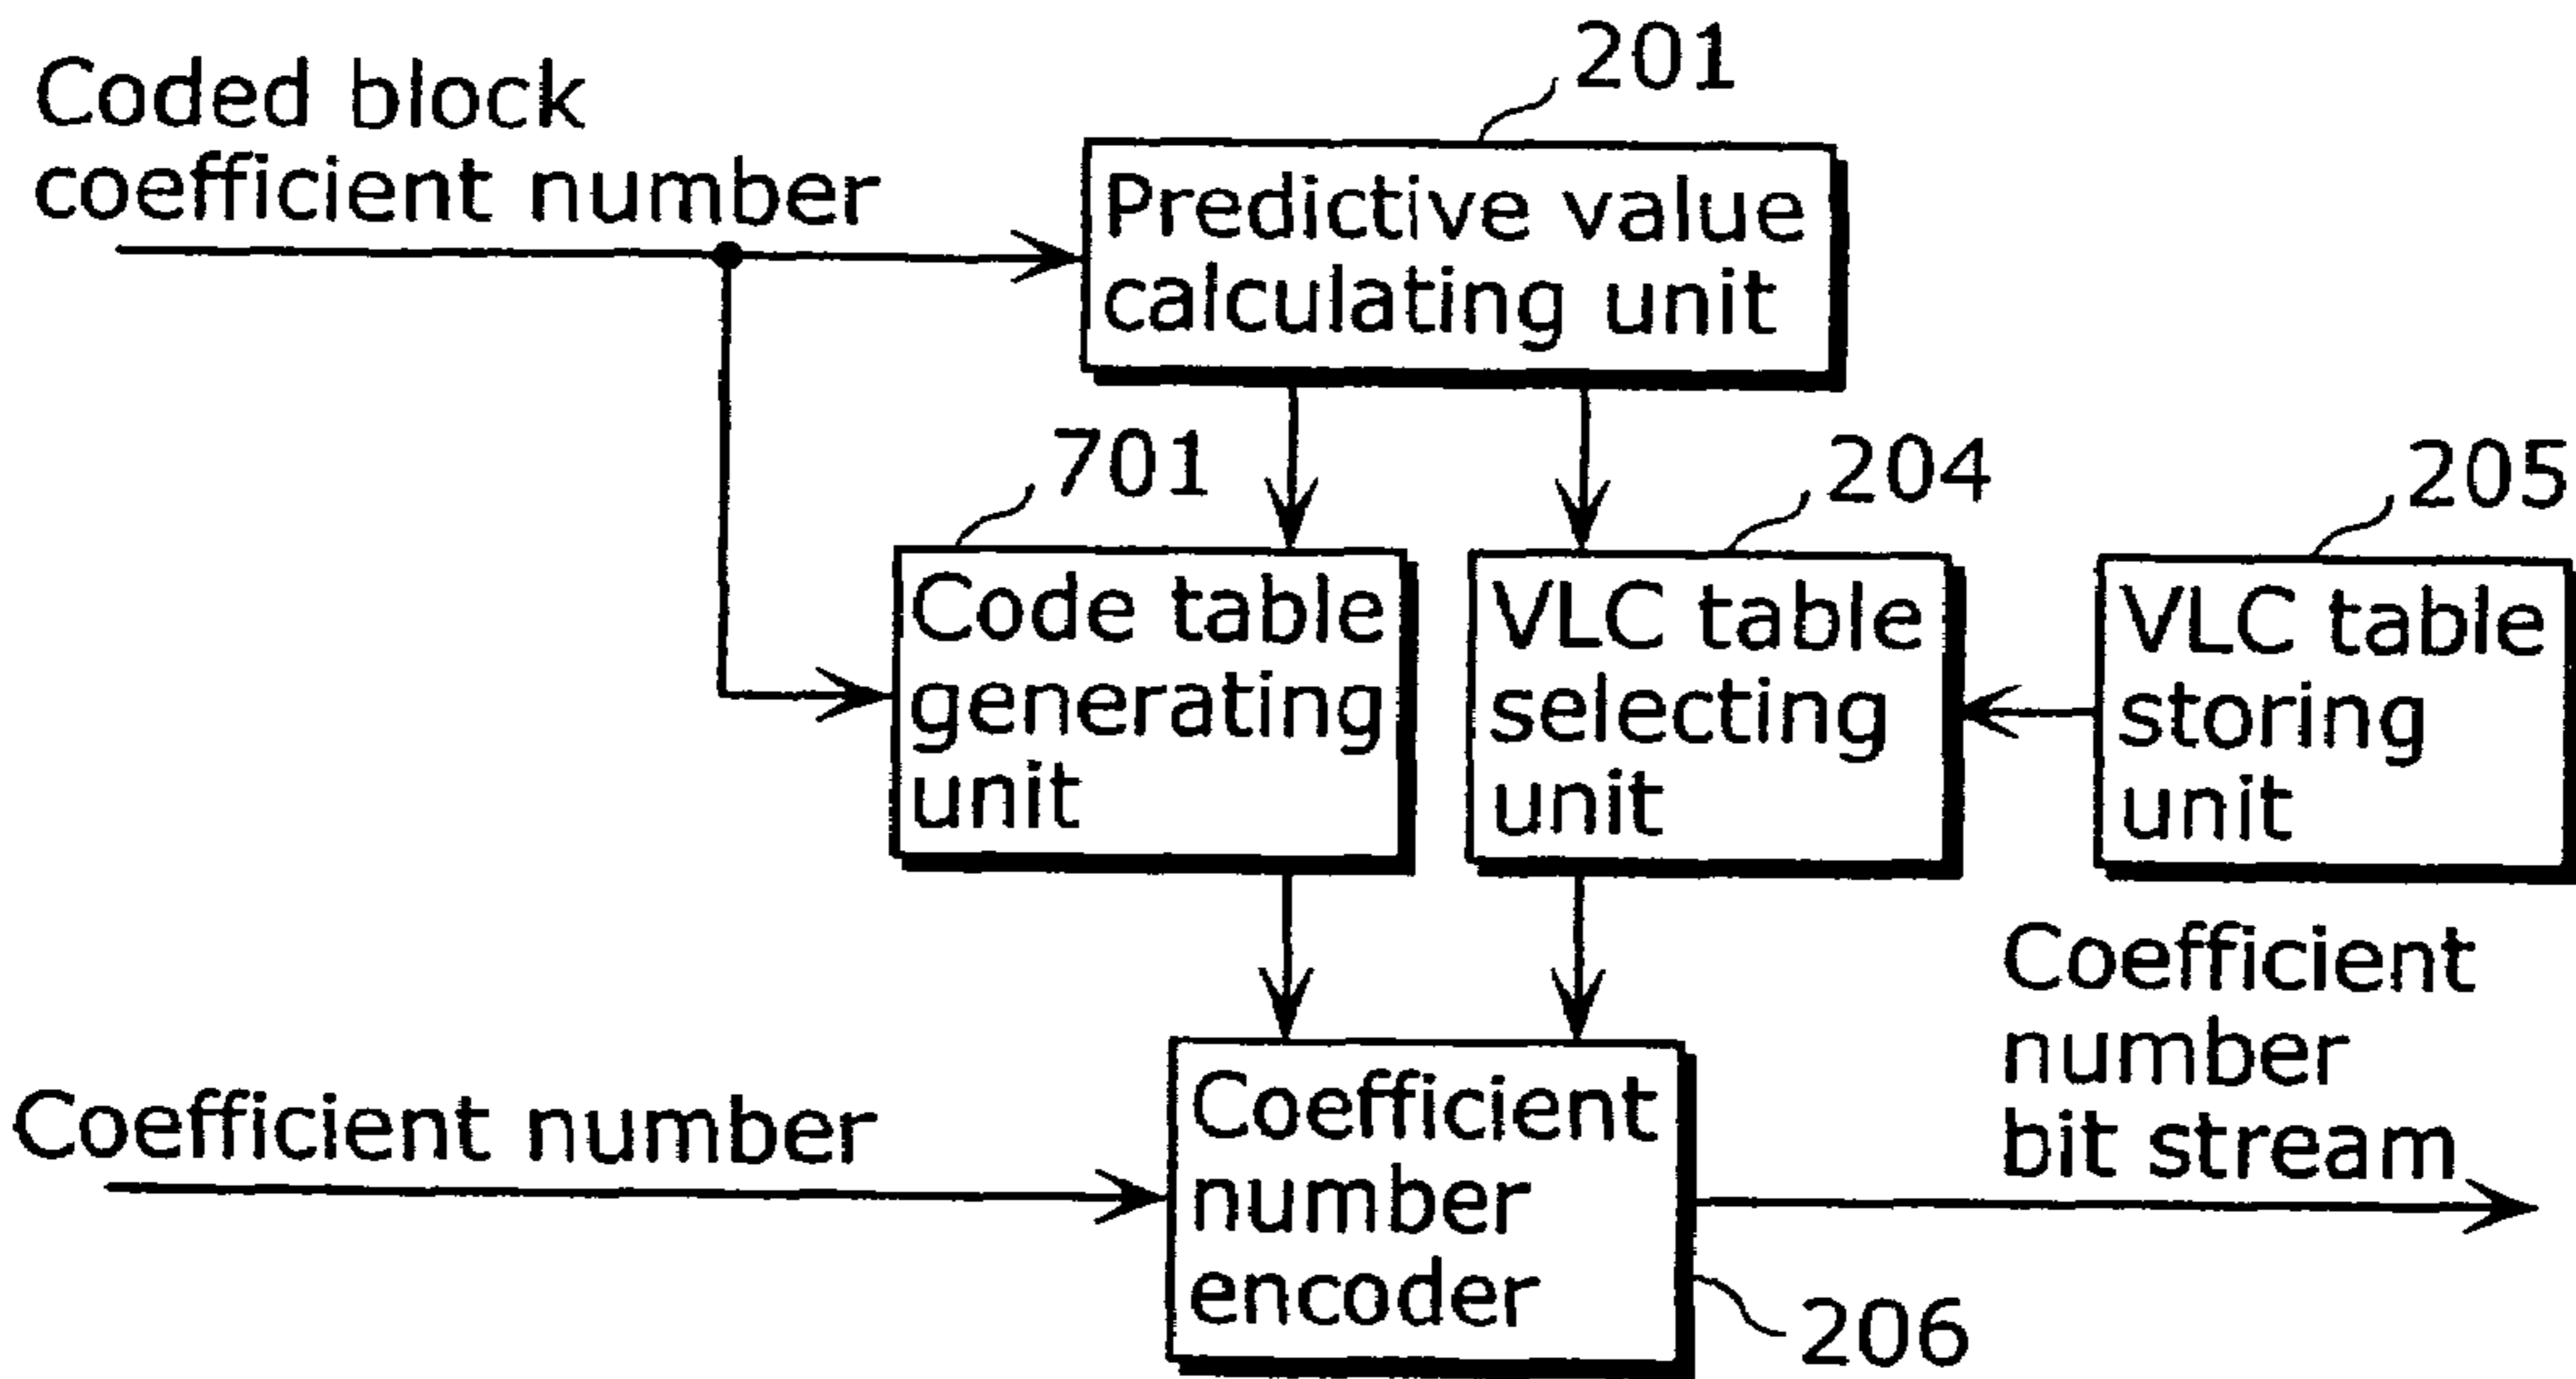 201
Coded block
coefficient number
Predictive value
calculating unit
701
204
205
Code table
generating
unit
VLC table
selecting
unit
VLC table
storing
unit
Coefficient
number
bit stream
Coefficient number
Coefficient
number
encoder
206